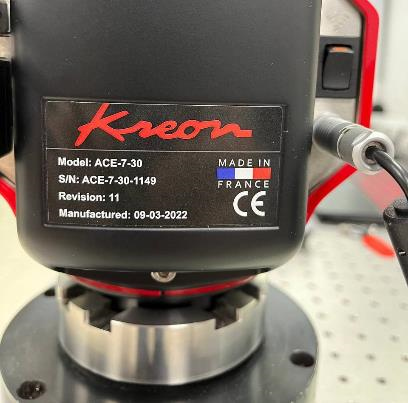 Kreon
Model: ACE-7-30
S/N: ACE-7-30-1149
Revision: 11
Manufactured: 09-03-2022
MADE IN
FRANCE
CE